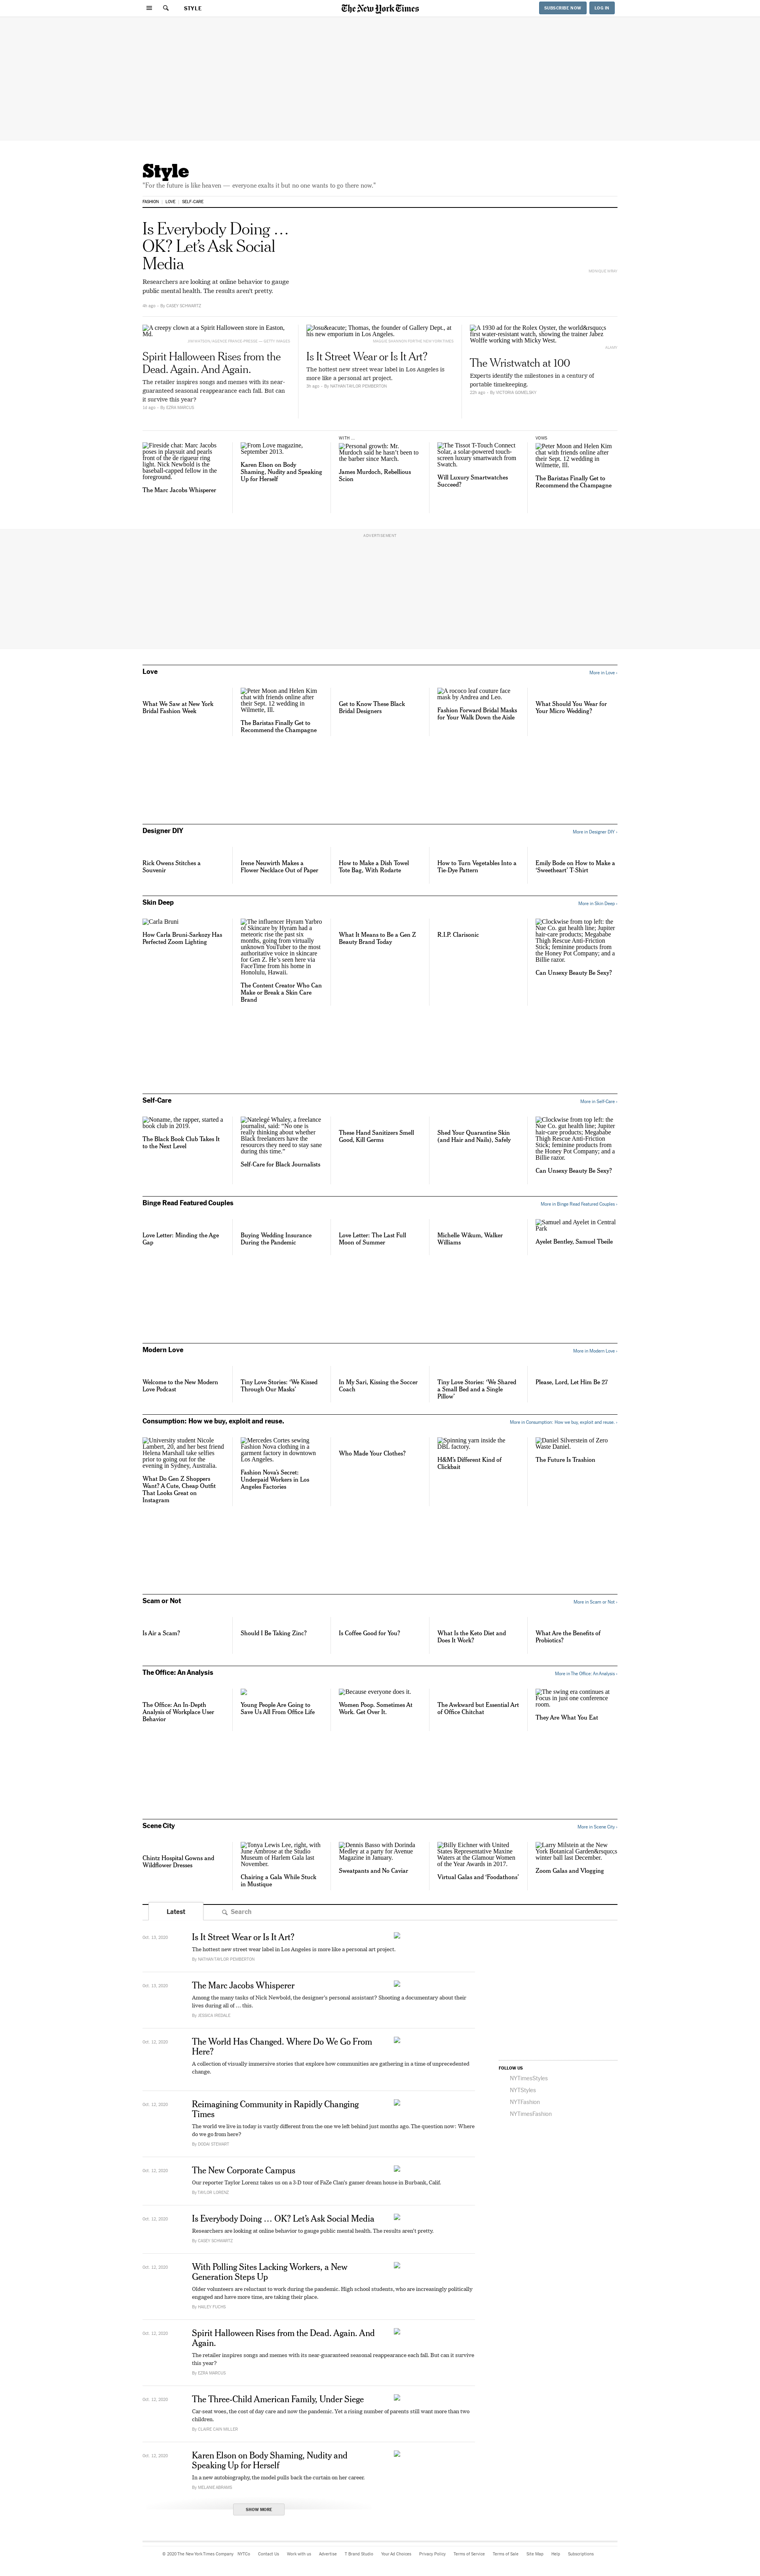 STYLE
The New York Times
SUBSCRIBE NOW
LOG IN
Style
"For the future is like heaven — everyone exalts it but no one wants to go there now."
FASHION
LOVE
SELF-CARE
Is Everybody Doing …
OK? Let's Ask Social
Media
Researchers are looking at online behavior to gauge
public mental health. The results aren't pretty.
4h ago
By CASEY SCHWARTZ
A creepy clown at a Spirit Halloween store in Easton,
Md.
Spirit Halloween Rises from the
Dead. Again. And Again.
The retailer inspires songs and memes with its near-
guaranteed seasonal reappearance each fall. But can
it survive this year?
1d ago
By EZRA MARCUS
Josu&eacute; Thomas, the founder of Gallery Dept., at
his new emporium in Los Angeles.
Is It Street Wear or Is It Art?
The hottest new street wear label in Los Angeles is
more like a personal art project.
3h ago
By NATHAN TAYLOR PEMBERTON
A 1930 ad for the Rolex Oyster, the world&rsquo;s
first water-resistant watch, showing the trainer Jabez
Wolffe working with Micky West.
ALAMY
The Wristwatch at 100
Experts identify the milestones in a century of
portable timekeeping.
22h ago
By VICTORIA GOMELSKY
Fireside chat: Marc Jacobs
poses in playsuit and pearls
front of the rigueur ring
light. Nick Newbold is the
baseball-capped fellow in the
foreground.
The Marc Jacobs Whisperer
From Love magazine,
September 2013.
Karen Elson on Body
Shaming, Nudity and Speaking
Up for Herself
WITH …
Personal growth: Mr.
Murdoch said he hasn't been to
the barber since March.
James Murdoch, Rebellious
Scion
The Tissot T-Touch Connect
Solar, a solar-powered touch-
screen luxury smartwatch from
Swatch.
Will Luxury Smartwatches
Succeed?
VOWS
Peter Moon and Helen Kim
chat with friends online after
their Sept. 12 wedding in
Wilmette, Ill.
The Baristas Finally Get to
Recommend the Champagne
ADVERTISEMENT
Love
More in Love ›
What We Saw at New York
Bridal Fashion Week
Peter Moon and Helen Kim
chat with friends online after
their Sept. 12 wedding in
Wilmette, Ill.
The Baristas Finally Get to
Recommend the Champagne
Get to Know These Black
Bridal Designers
A rococo leaf couture face
mask by Andrea and Leo.
Fashion Forward Bridal Masks
for Your Walk Down the Aisle
What Should You Wear for
Your Micro Wedding?
Designer DIY
More in Designer DIY ›
Rick Owens Stitches a
Souvenir
Irene Neuwirth Makes a
Flower Necklace Out of Paper
How to Make a Dish Towel
Tote Bag, With Rodarte
How to Turn Vegetables Into a
Tie-Dye Pattern
Emily Bode on How to Make a
'Sweetheart' T-Shirt
Skin Deep
More in Skin Deep ›
Carla Bruni
How Carla Bruni-Sarkozy Has
Perfected Zoom Lighting
The influencer Hyram Yarbro
of Skincare by Hyram had a
meteoric rise the past six
months, going from virtually
unknown YouTuber to the most
authoritative voice in skincare
for Gen Z. He's seen here via
FaceTime from his home in
Honolulu, Hawaii.
The Content Creator Who Can
Make or Break a Skin Care
Brand
What It Means to Be a Gen Z
Beauty Brand Today
R.I.P. Clarisonic
Clockwise from top left: the
Nue Co. gut health line; Jupiter
hair-care products; Megababe
Thigh Rescue Anti-Friction
Stick; feminine products from
the Honey Pot Company; and a
Billie razor.
Can Unsexy Beauty Be Sexy?
Self-Care
More in Self-Care ›
Noname, the rapper, started a
book club in 2019.
The Black Book Club Takes It
to the Next Level
Natelegé Whaley, a freelance
journalist, said: "No one is
really thinking about whether
Black freelancers have the
resources they need to stay sane
during this time."
Self-Care for Black Journalists
These Hand Sanitizers Smell
Good, Kill Germs
Shed Your Quarantine Skin
(and Hair and Nails), Safely
Clockwise from top left: the
Nue Co. gut health line; Jupiter
hair-care products; Megababe
Thigh Rescue Anti-Friction
Stick; feminine products from
the Honey Pot Company; and a
Billie razor.
Can Unsexy Beauty Be Sexy?
Binge Read Featured Couples
More in Binge Read Featured Couples ›
Love Letter: Minding the Age
Gap
Buying Wedding Insurance
During the Pandemic
Love Letter: The Last Full
Moon of Summer
Michelle Wikum, Walker
Williams
Samuel and Ayelet in Central
Park
Ayelet Bentley, Samuel Tbeile
Modern Love
More in Modern Love ›
Welcome to the New Modern
Love Podcast
Tiny Love Stories: 'We Kissed
Through Our Masks'
In My Sari, Kissing the Soccer
Coach
Tiny Love Stories: 'We Shared
a Small Bed and a Single
Pillow'
Please, Lord, Let Him Be 27
Consumption: How we buy, exploit and reuse.
More in Consumption: How we buy, exploit and reuse. ›
University student Nicole
Lambert, 20, and her best friend
Helena Marshall take selfies
prior to going out for the
evening in Sydney, Australia.
What Do Gen Z Shoppers
Want? A Cute, Cheap Outfit
That Looks Great on
Instagram
Mercedes Cortes sewing
Fashion Nova clothing in a
garment factory in downtown
Los Angeles.
Fashion Nova's Secret:
Underpaid Workers in Los
Angeles Factories
Who Made Your Clothes?
Spinning yarn inside the
DBL factory.
H&M's Different Kind of
Clickbait
Daniel Silverstein of Zero
Waste Daniel.
The Future Is Trashion
Scam or Not
More in Scam or Not ›
Is Air a Scam?
Should I Be Taking Zinc?
Is Coffee Good for You?
What Is the Keto Diet and
Does It Work?
What Are the Benefits of
Probiotics?
The Office: An Analysis
More in The Office: An Analysis ›
The Office: An In-Depth
Analysis of Workplace User
Behavior
Young People Are Going to
Save Us All From Office Life
Because everyone does it.
Women Poop. Sometimes At
Work. Get Over It.
The Awkward but Essential Art
of Office Chitchat
The swing era continues at
Focus in just one conference
room.
They Are What You Eat
Scene City
More in Scene City ›
Chintz Hospital Gowns and
Wildflower Dresses
Tonya Lewis Lee, right, with
June Ambrose at the Studio
Museum of Harlem Gala last
November.
Chairing a Gala While Stuck
in Mustique
Dennis Basso with Dorinda
Medley at a party for Avenue
Magazine in January.
Sweatpants and No Caviar
Billy Eichner with United
States Representative Maxine
Waters at the Glamour Women
of the Year Awards in 2017.
Virtual Galas and 'Foodathons'
Larry Milstein at the New
York Botanical Garden&rsquo;s
winter ball last December.
Zoom Galas and Vlogging
Latest
Search
Oct. 13, 2020
Is It Street Wear or Is It Art?
The hottest new street wear label in Los Angeles is more like a personal art project.
By NATHAN TAYLOR PEMBERTON
Oct. 13, 2020
The Marc Jacobs Whisperer
Among the many tasks of Nick Newbold, the designer's personal assistant? Shooting a documentary about their
lives during all of … this.
By JESSICA IREDALE
Oct. 12, 2020
The World Has Changed. Where Do We Go From
Here?
A collection of visually immersive stories that explore how communities are gathering in a time of unprecedented
change.
Oct. 12, 2020
Reimagining Community in Rapidly Changing
Times
The world we live in today is vastly different from the one we left behind just months ago. The question now: Where
do we go from here?
By DODAI STEWART
Oct. 12, 2020
The New Corporate Campus
Our reporter Taylor Lorenz takes us on a 3-D tour of FaZe Clan's gamer dream house in Burbank, Calif.
By TAYLOR LORENZ
Oct. 12, 2020
Is Everybody Doing … OK? Let's Ask Social Media
Researchers are looking at online behavior to gauge public mental health. The results aren't pretty.
By CASEY SCHWARTZ
Oct. 12, 2020
With Polling Sites Lacking Workers, a New
Generation Steps Up
Older volunteers are reluctant to work during the pandemic. High school students, who are increasingly politically
engaged and have more time, are taking their place.
By HAILEY FUCHS
Oct. 12, 2020
Spirit Halloween Rises from the Dead. Again. And
Again.
The retailer inspires songs and memes with its near-guaranteed seasonal reappearance each fall. But can it survive
this year?
By EZRA MARCUS
Oct. 12, 2020
The Three-Child American Family, Under Siege
Car-seat woes, the cost of day care and now the pandemic. Yet a rising number of parents still want more than two
children.
By CLAIRE CAIN MILLER
Oct. 12, 2020
Karen Elson on Body Shaming, Nudity and
Speaking Up for Herself
In a new autobiography, the model pulls back the curtain on her career.
By MELANIE ABRAMS
SHOW MORE
FOLLOW US
NYTimesStyles
NYTStyles
NYTFashion
NYTimesFashion
© 2020 The New York Times Company
NYTCo
Contact Us
Work with us
Advertise
T Brand Studio
Your Ad Choices
Privacy Policy
Terms of Service
Terms of Sale
Site Map
Help
Subscriptions